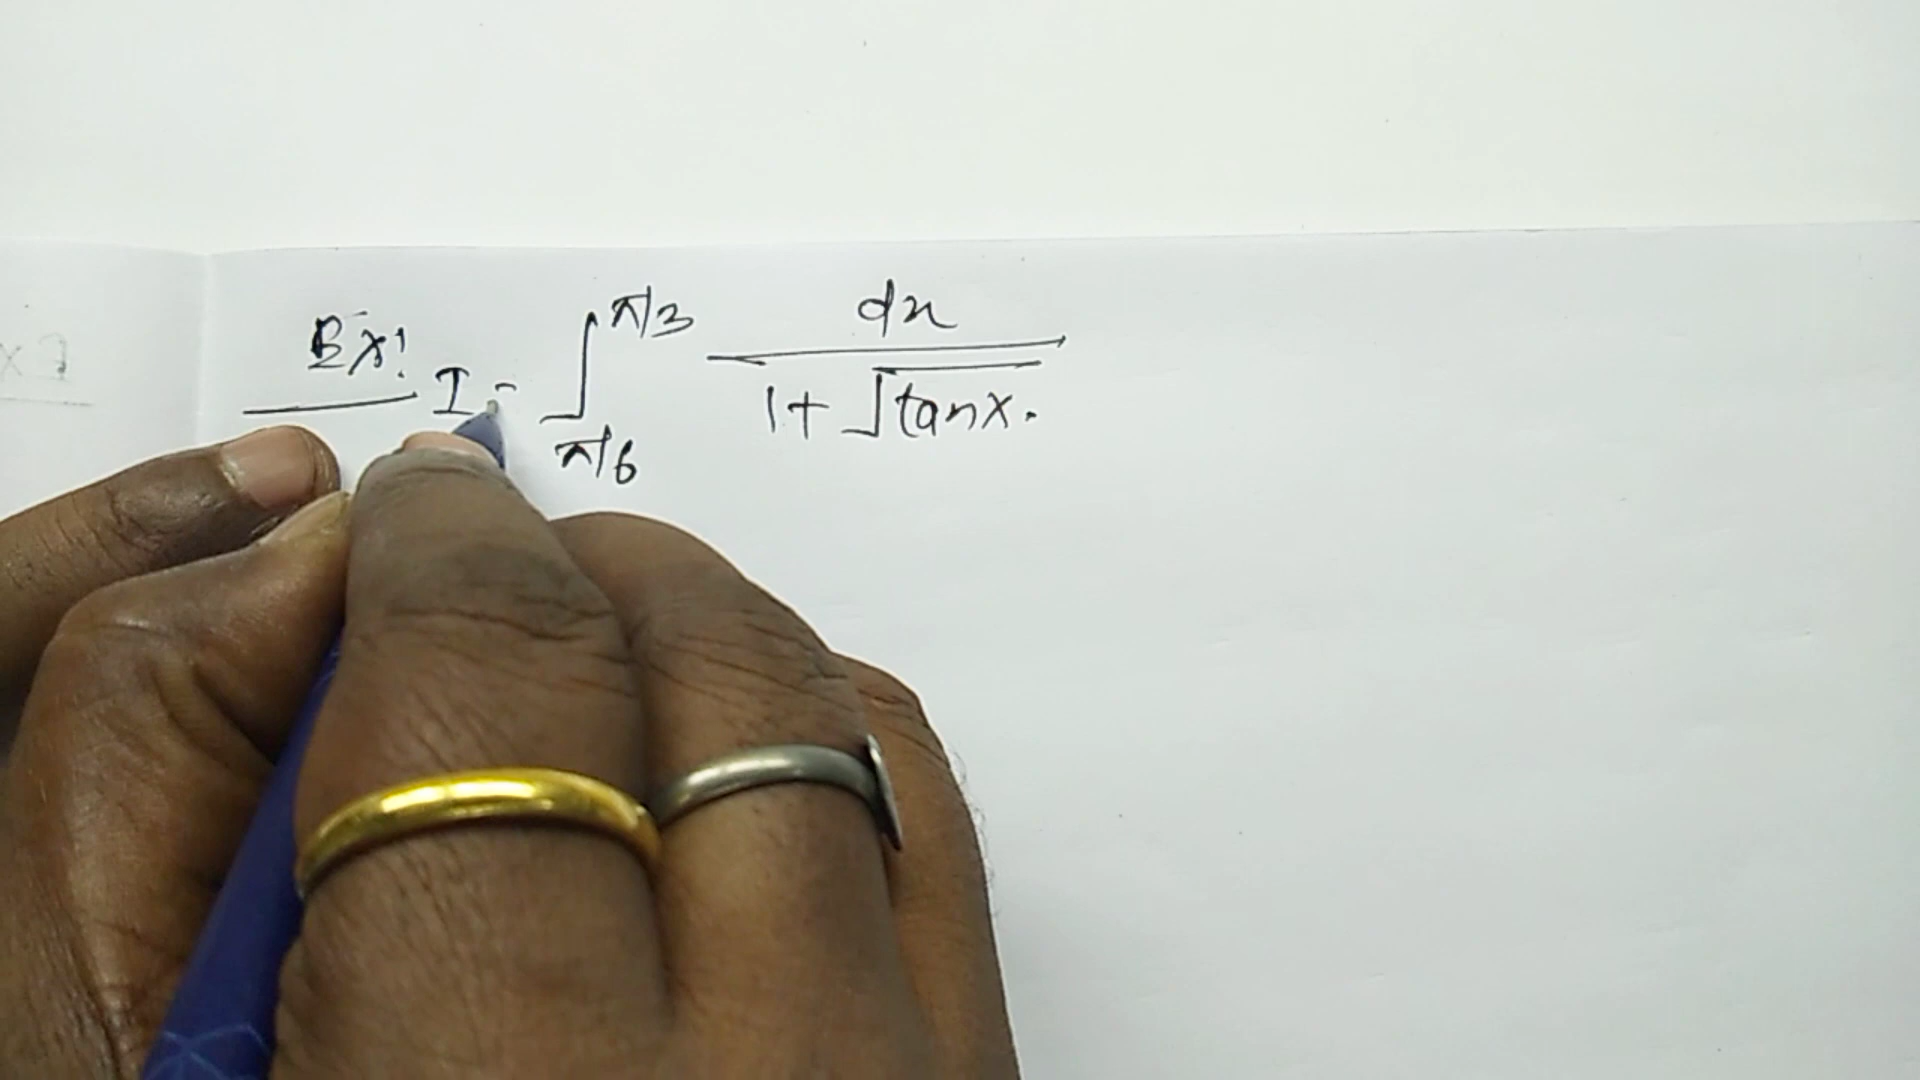 Ex! I = ∫_{π/6}^{π/3} dx / (1 + √tanx.)